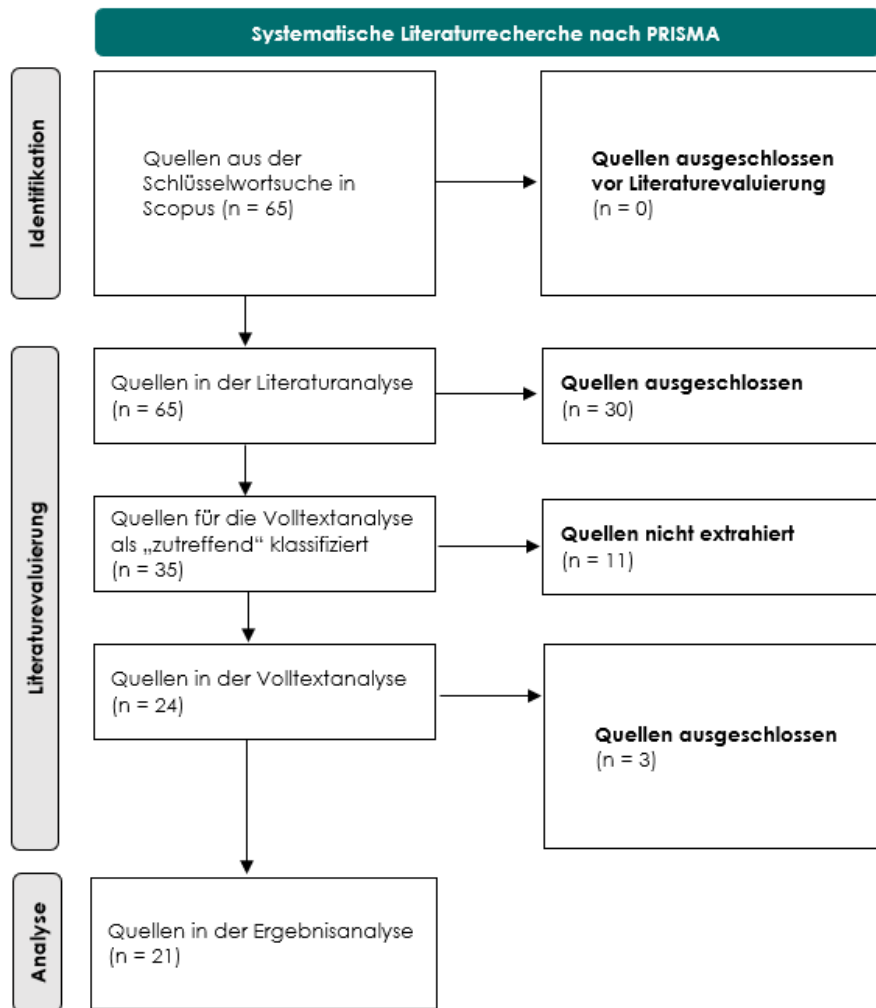 Systematische Literaturrecherche nach PRISMA
Identifikation
Quellen aus der
Schlüsselwortsuche in
Scopus (n = 65)
Quellen ausgeschlossen
vor Literaturevaluierung
(n = 0)
Literaturevaluierung
Quellen in der Literaturanalyse
(n = 65)
Quellen ausgeschlossen
(n = 30)
Quellen für die Volltextanalyse
als „zutreffend“ klassifiziert
(n = 35)
Quellen nicht extrahiert
(n = 11)
Quellen in der Volltextanalyse
(n = 24)
Quellen ausgeschlossen
(n = 3)
Analyse
Quellen in der Ergebnisanalyse
(n = 21)